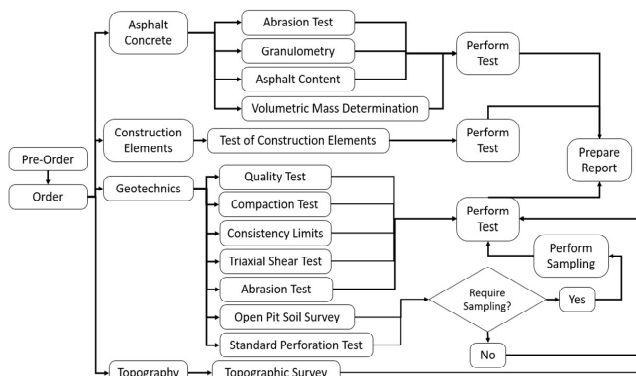 Asphalt
Concrete
Abrasion Test
Granulometry
Asphalt Content
Volumetric Mass Determination
Perform
Test
Construction
Elements
Test of Construction Elements
Perform
Test
Prepare
Report
Pre-Order
Order
Geotechnics
Quality Test
Compaction Test
Consistency Limits
Triaxial Shear Test
Abrasion Test
Open Pit Soil Survey
Standard Perforation Test
Perform
Test
Perform
Sampling
Require
Sampling?
Yes
No
Topography
Topographic Survey